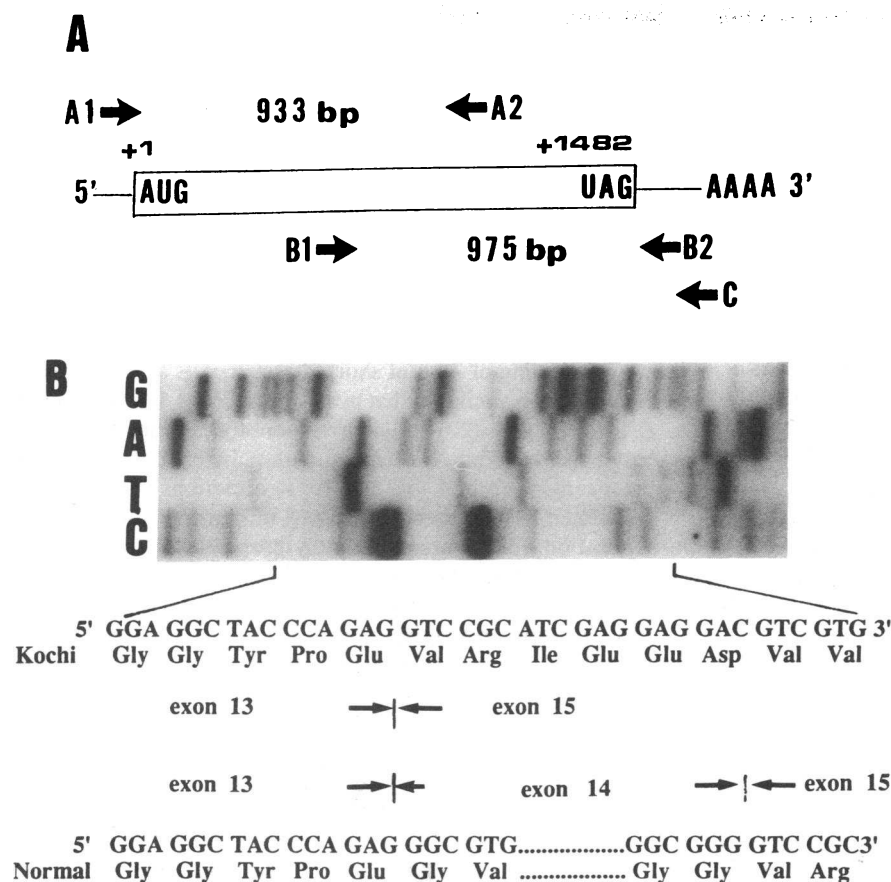 A
A1 933 bp A2
+1 +1482
5' AUG UAG AAAA 3'
B1 975 bp B2
C
B
G
A
T
C
5' GGA GGC TAC CCA GAG GTC CGC ATC GAG GAG GAC GTC GTG 3'
Kochi Gly Gly Tyr Pro Glu Val Arg Ile Glu Glu Asp Val Val
exon 13 exon 15
exon 13 exon 14 exon 15
5' GGA GGC TAC CCA GAG GGC GTG.................GGC GGG GTC CGC3'
Normal Gly Gly Tyr Pro Glu Gly Val ................. Gly Gly Val Arg